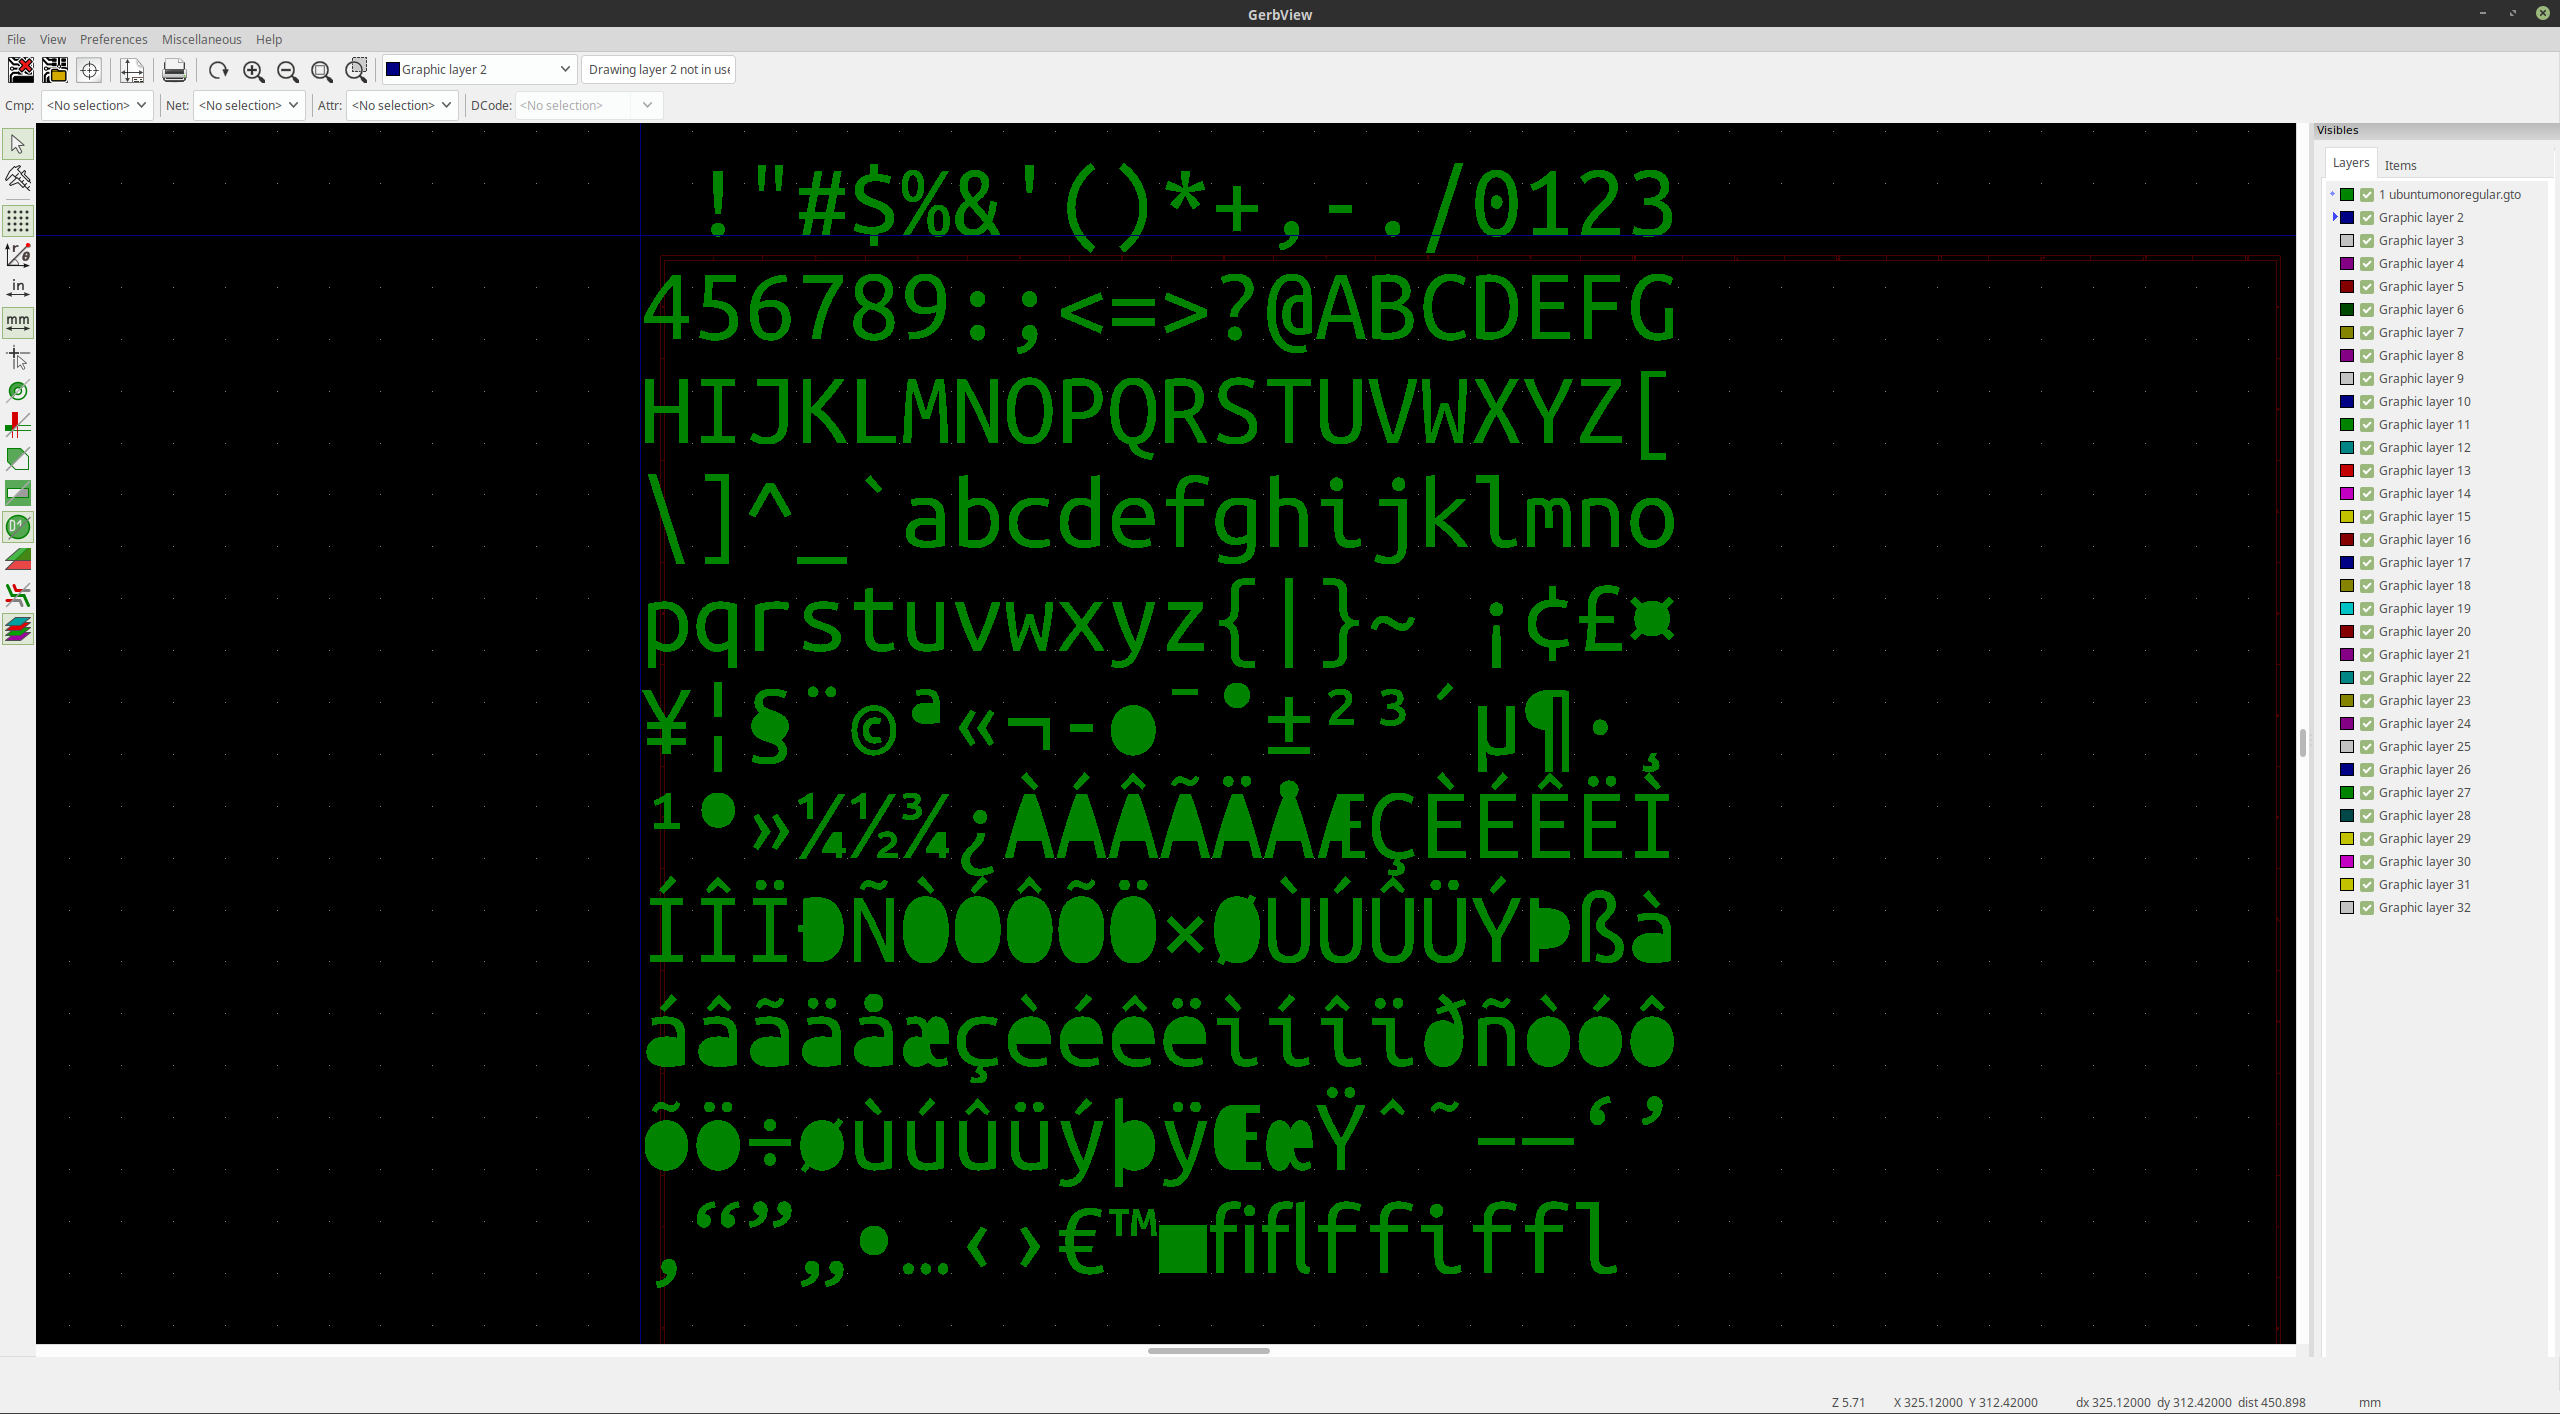 GerbView
File View Preferences Miscellaneous Help
Graphic layer 2 Drawing layer 2 not in use
Cmp: <No selection> Net: <No selection> Attr: <No selection> DCode: <No selection>
in
mm
!"#$%&'()*+,-./0123
456789:;<=>?@ABCDEFG
HIJKLMNOPQRSTUVWXYZ[
\]^_`abcdefghijklmno
pqrstuvwxyz{|}~ ¡¢£¤
¥¦§¨©ª«¬-®¯°±²³´µ¶·¸
¹º»¼½¾¿ÀÁÂÃÄÅÆÇÈÉÊËÌ
ÍÎÏÐÑÒÓÔÕÖ×ØÙÚÛÜÝÞßà
áâãäåæçèéêëìíîïðñòóô
õö÷øùúûüýþÿŒœŸˆ˜–—‘’
‚“”„•…‹›€™■fiflffiffl
Visibles
Layers Items
1 ubuntumonoregular.gto
Graphic layer 2
Graphic layer 3
Graphic layer 4
Graphic layer 5
Graphic layer 6
Graphic layer 7
Graphic layer 8
Graphic layer 9
Graphic layer 10
Graphic layer 11
Graphic layer 12
Graphic layer 13
Graphic layer 14
Graphic layer 15
Graphic layer 16
Graphic layer 17
Graphic layer 18
Graphic layer 19
Graphic layer 20
Graphic layer 21
Graphic layer 22
Graphic layer 23
Graphic layer 24
Graphic layer 25
Graphic layer 26
Graphic layer 27
Graphic layer 28
Graphic layer 29
Graphic layer 30
Graphic layer 31
Graphic layer 32
Z 5.71 X 325.12000 Y 312.42000 dx 325.12000 dy 312.42000 dist 450.898 mm